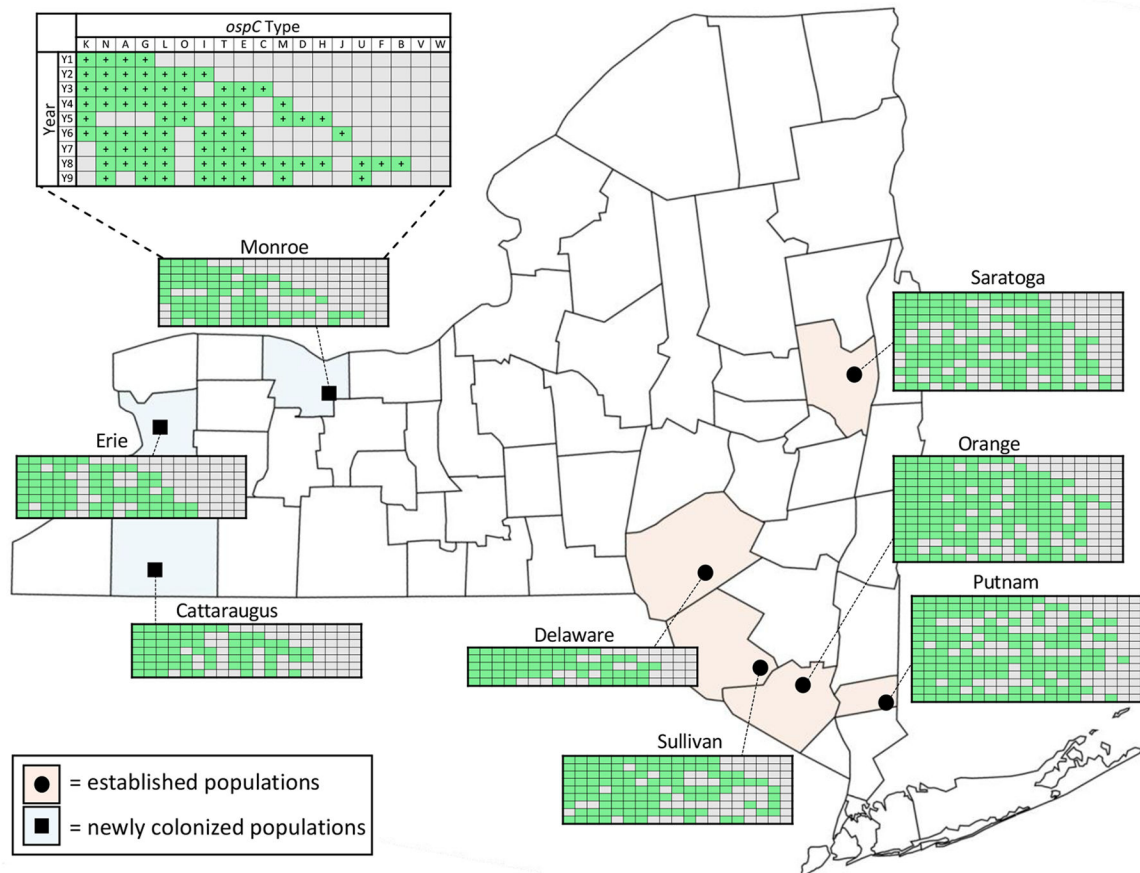 ospC Type
K N A G L O I T E C M D H J U F B V W
Year
Y1 + + + +
Y2 + + + + + + +
Y3 + + + + + + + + +
Y4 + + + + + + + + + +
Y5 + + + + + + +
Y6 + + + + + + + + +
Y7 + + + + + + +
Y8 + + + + + + + + + + + + + +
Y9 + + + + + + + +
Monroe
Saratoga
Erie
Orange
Cattaraugus
Delaware
Putnam
Sullivan
= established populations
= newly colonized populations